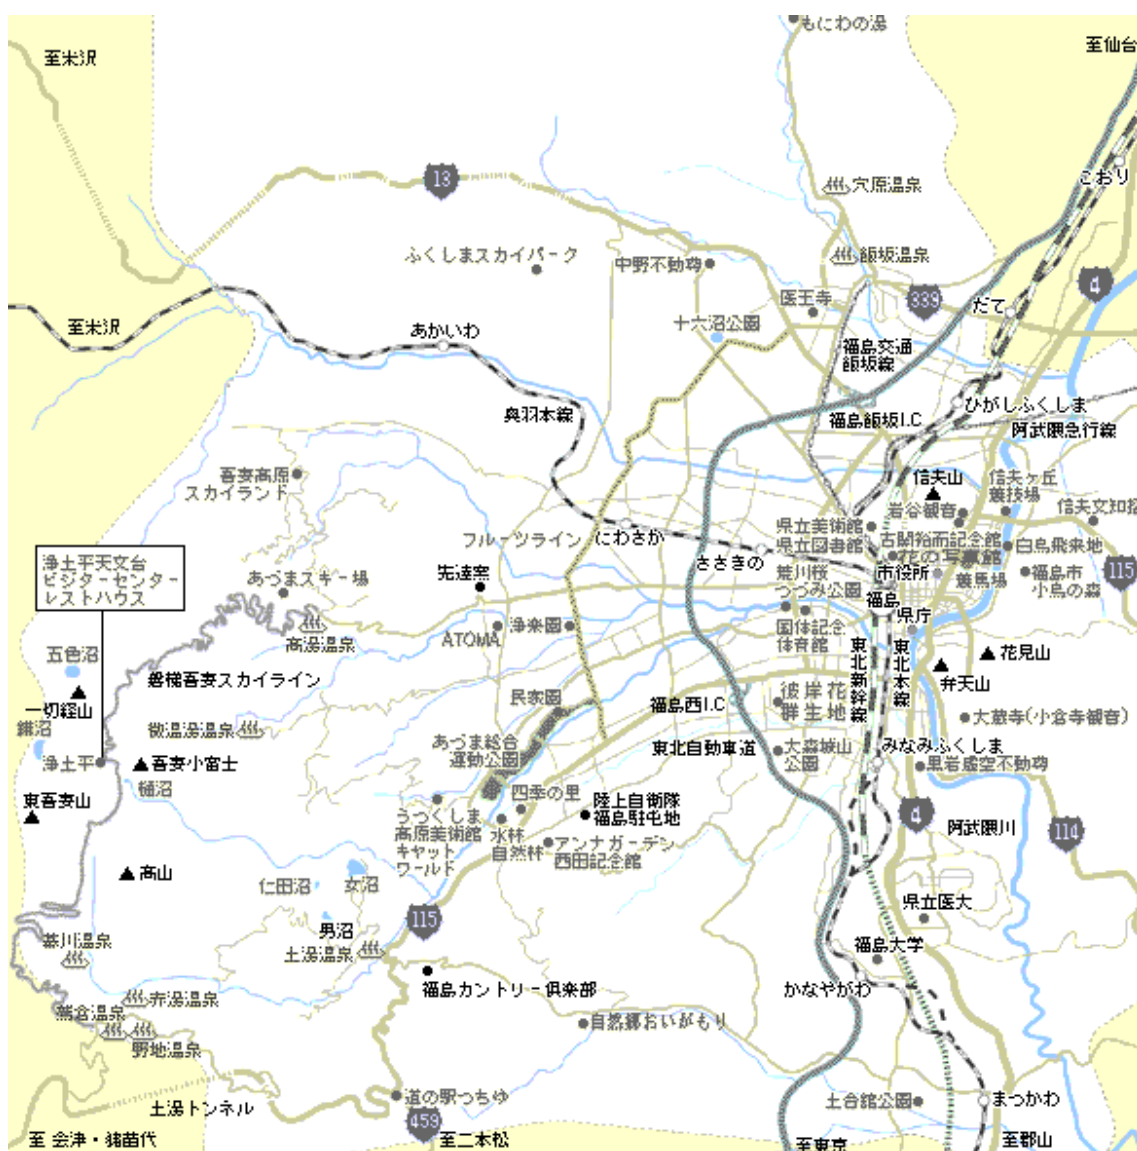 もにわの湯
至米沢
至仙台
こおり
13
穴原温泉
ふくしまスカイパーク
中野不動尊
飯坂温泉
4
339
医王寺
だて
十六沼公園
至米沢
あかいわ
福島交通
飯坂線
ひがしふくしま
奥羽本線
福島飯坂I.C
阿武隈急行線
吾妻高原
スカイランド
信夫山
信夫ヶ丘
競技場
岩谷観音
信夫文知摺
県立美術館
県立図書館
フルーツライン
にわさか
古関裕而記念館
花の写真館
白鳥飛来地
ささきの
浄土平天文台
ビジターセンター
レストハウス
あづまスキー場
先達窯
荒川桜
つつみ公園
市役所
競馬場
福島市
小鳥の森
115
福島
県庁
高湯温泉
ATOMA
浄楽園
国体記念
体育館
東北新幹線
東北本線
花見山
五色沼
磐梯吾妻スカイライン
弁天山
一切経山
民家園
福島西I.C
彼岸花
群生地
大蔵寺(小倉寺観音)
微温湯温泉
あづま総合
運動公園
東北自動車道
大森城山
公園
みなみふくしま
浄土平
吾妻小富士
黒岩虚空不動尊
樋沼
東吾妻山
四季の里
陸上自衛隊
福島駐屯地
うつくしま
高原美術館
キャット
ワールド
水林
自然林
アンナガーデン
西田記念館
4
阿武隈川
114
高山
仁田沼
女沼
県立医大
115
男沼
土湯温泉
福島大学
幕川温泉
福島カントリー倶楽部
かなやがわ
赤湯温泉
鷲倉温泉
自然郷おいがもり
野地温泉
土湯トンネル
道の駅つちゆ
土合舘公園
まつかわ
459
至 会津・猪苗代
至二本松
至東京
至郡山